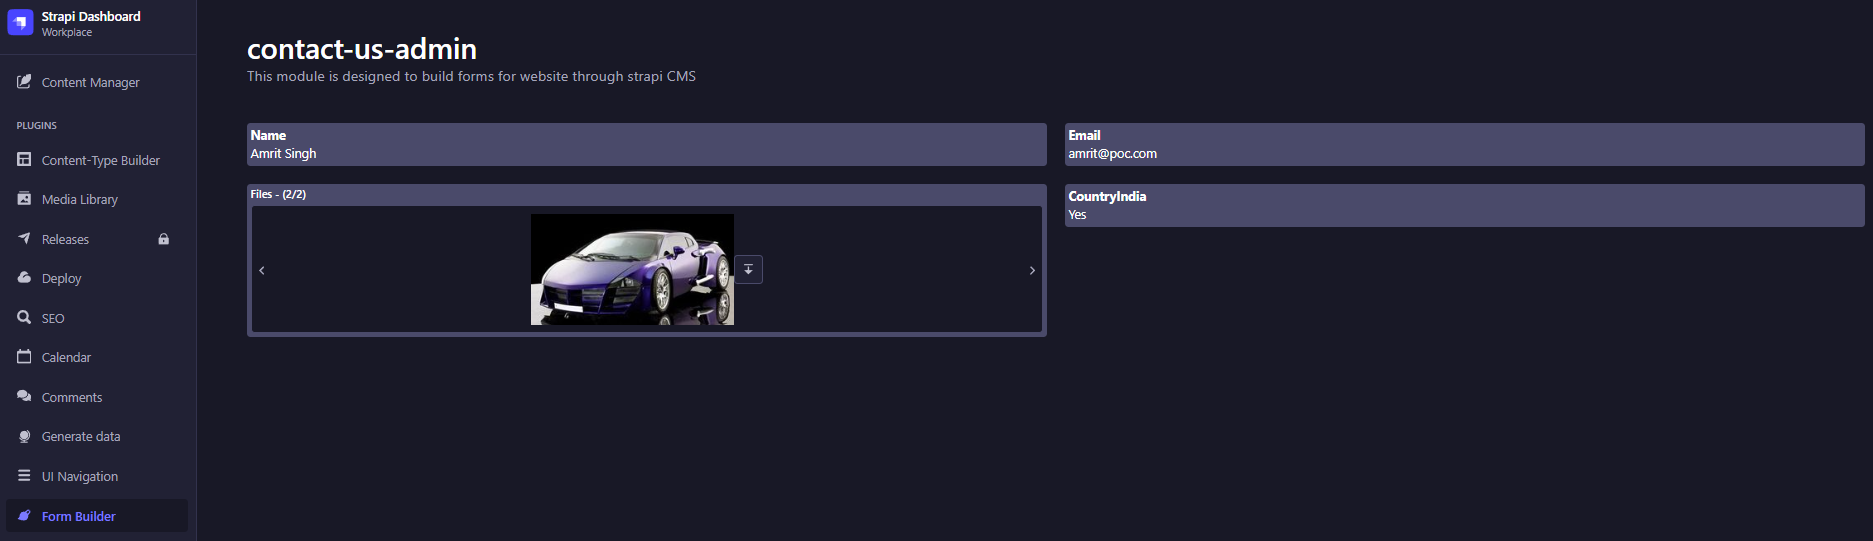 Strapi Dashboard
Workplace
Content Manager
PLUGINS
Content-Type Builder
Media Library
Releases
Deploy
SEO
Calendar
Comments
Generate data
UI Navigation
Form Builder
contact-us-admin
This module is designed to build forms for website through strapi CMS
Name
Amrit Singh
Email
amrit@poc.com
Files - (2/2)
CountryIndia
Yes